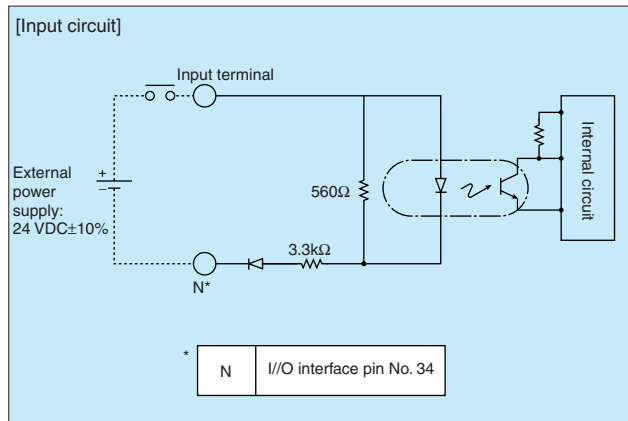 [Input circuit]
Input terminal
External
power
supply:
24 VDC±10%
+
−
560Ω
3.3kΩ
N*
Internal circuit
*
N
I//O interface pin No. 34